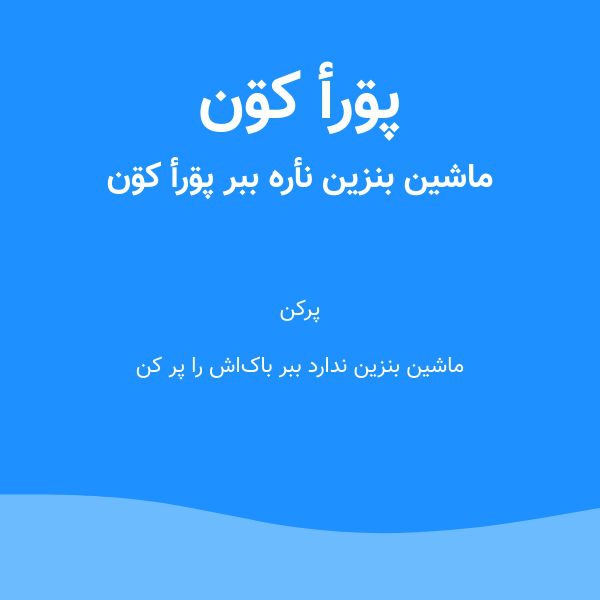 پۊرأ کۊن
ماشین بنزین نأره ببر پۊرأ کۊن
پرکن
ماشین بنزین ندارد ببر باک‌اش را پر کن